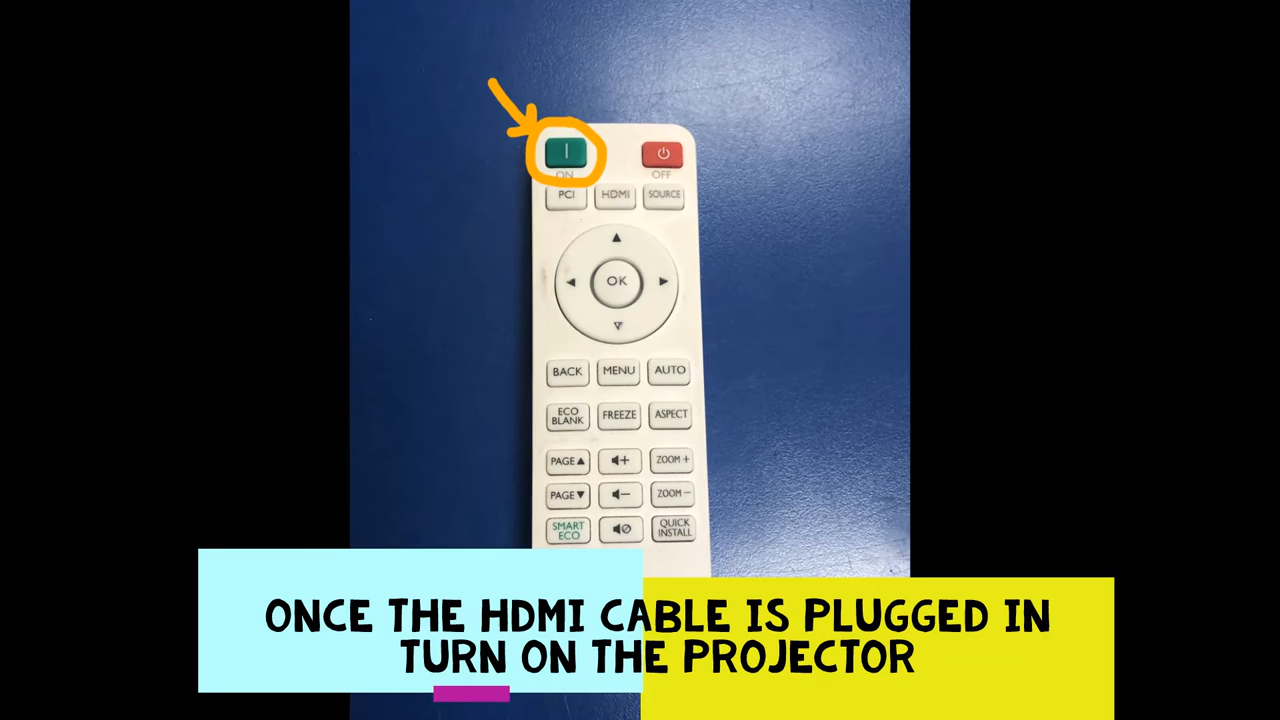 ON OFF
PCI HDMI SOURCE
OK
BACK MENU AUTO
ECO BLANK FREEZE ASPECT
PAGE▲ + ZOOM+
PAGE▼ − ZOOM−
SMART ECO QUICK INSTALL
ONCE THE HDMI CABLE IS PLUGGED IN
TURN ON THE PROJECTOR